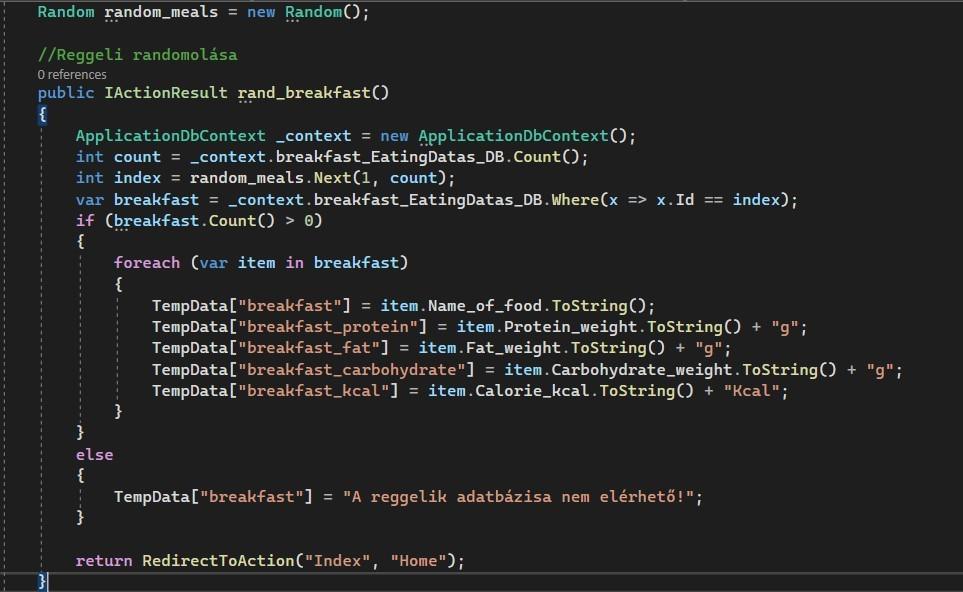 Random random_meals = new Random();
//Reggeli randomolása
0 references
public IActionResult rand_breakfast()
{
ApplicationDbContext _context = new ApplicationDbContext();
int count = _context.breakfast_EatingDatas_DB.Count();
int index = random_meals.Next(1, count);
var breakfast = _context.breakfast_EatingDatas_DB.Where(x => x.Id == index);
if (breakfast.Count() > 0)
{
foreach (var item in breakfast)
{
TempData["breakfast"] = item.Name_of_food.ToString();
TempData["breakfast_protein"] = item.Protein_weight.ToString() + "g";
TempData["breakfast_fat"] = item.Fat_weight.ToString() + "g";
TempData["breakfast_carbohydrate"] = item.Carbohydrate_weight.ToString() + "g";
TempData["breakfast_kcal"] = item.Calorie_kcal.ToString() + "Kcal";
}
}
else
{
TempData["breakfast"] = "A reggelik adatbázisa nem elérhető!";
}
return RedirectToAction("Index", "Home");
}